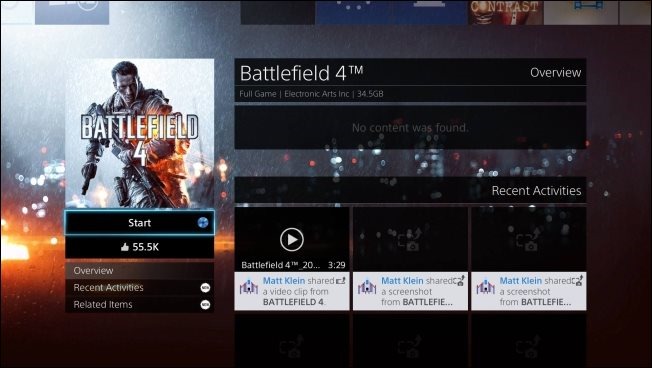 CONTRAST
Battlefield 4™
Overview
Full Game | Electronic Arts Inc | 34.5GB
No content was found.
BATTLEFIELD
4
Start
55.5K
Overview
Recent Activities
Related Items
Recent Activities
Battlefield 4™_20... 3:29
Matt Klein shared
a video clip from
BATTLEFIELD 4.
Matt Klein shared
a screenshot
from BATTLEFIE...
Matt Klein shared
a screenshot
from BATTLEFIE...